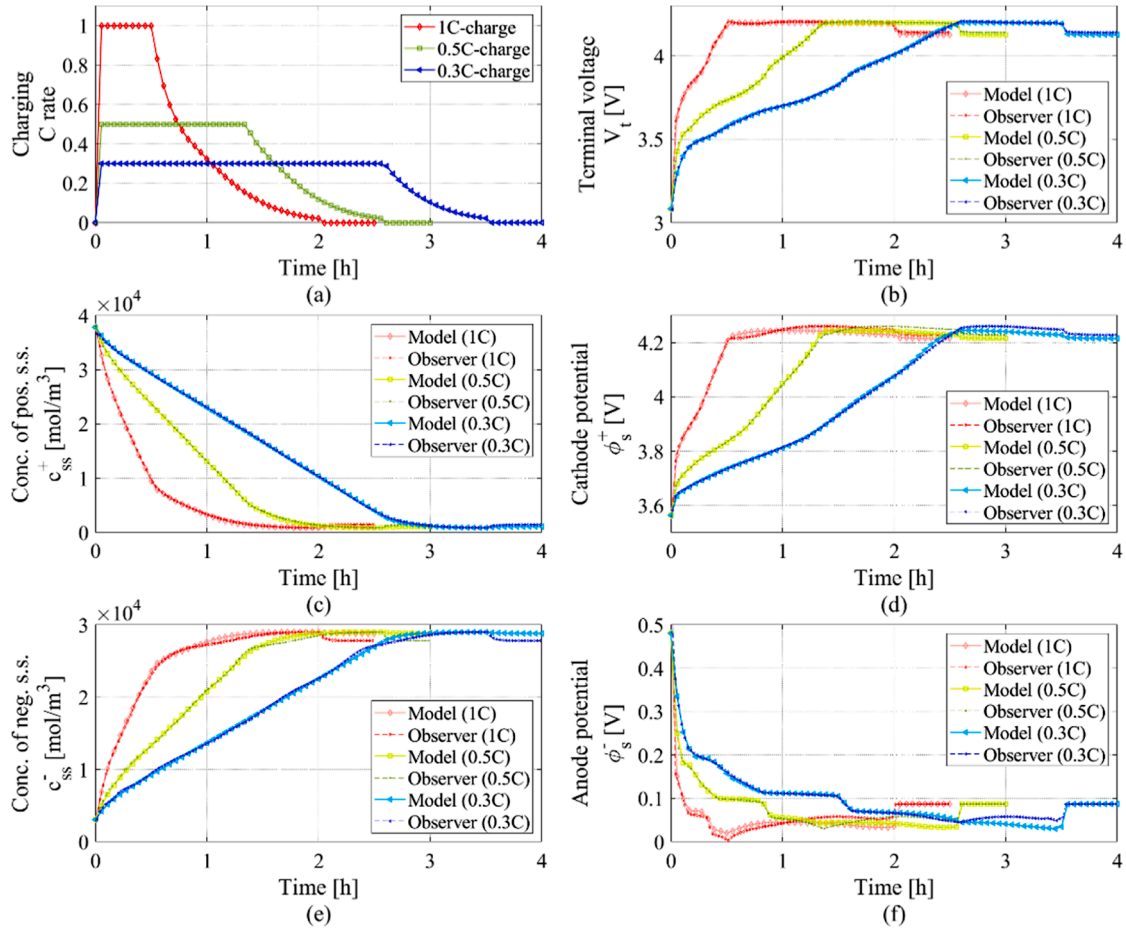 1
0.8
0.6
0.4
0.2
0
Charging
C rate
1C-charge
0.5C-charge
0.3C-charge
0 1 2 3 4
Time [h]
(a)
4
3.5
3
Terminal voltage
V_t [V]
Model (1C)
Observer (1C)
Model (0.5C)
Observer (0.5C)
Model (0.3C)
Observer (0.3C)
0 1 2 3 4
Time [h]
(b)
×10⁴
4
3
2
1
0
Conc. of pos. s.s.
c_ss^+ [mol/m³]
Model (1C)
Observer (1C)
Model (0.5C)
Observer (0.5C)
Model (0.3C)
Observer (0.3C)
0 1 2 3 4
Time [h]
(c)
4.2
4
3.8
3.6
Cathode potential
ϕ_s^+ [V]
Model (1C)
Observer (1C)
Model (0.5C)
Observer (0.5C)
Model (0.3C)
Observer (0.3C)
0 1 2 3 4
Time [h]
(d)
×10⁴
3
2
1
0
Conc. of neg. s.s.
c_ss^- [mol/m³]
Model (1C)
Observer (1C)
Model (0.5C)
Observer (0.5C)
Model (0.3C)
Observer (0.3C)
0 1 2 3 4
Time [h]
(e)
0.5
0.4
0.3
0.2
0.1
0
Anode potential
ϕ_s^- [V]
Model (1C)
Observer (1C)
Model (0.5C)
Observer (0.5C)
Model (0.3C)
Observer (0.3C)
0 1 2 3 4
Time [h]
(f)